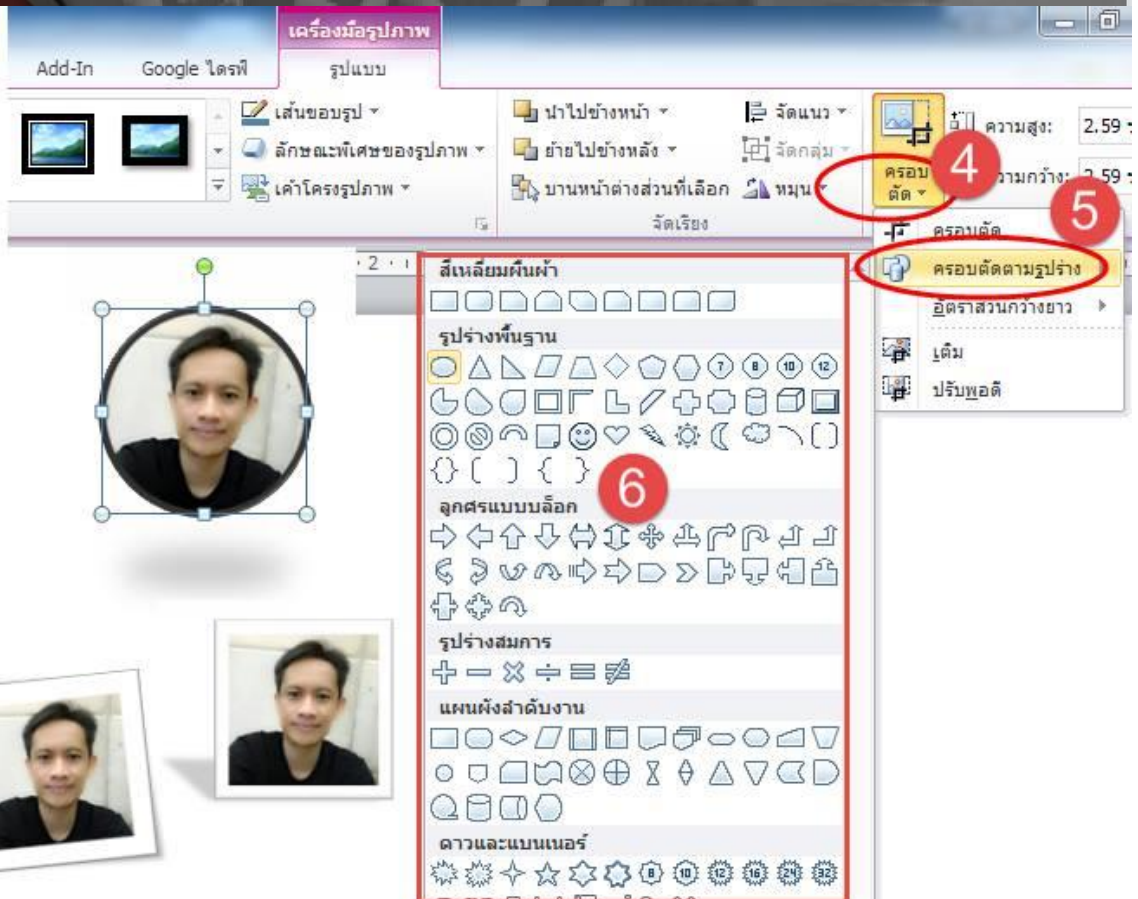 เครื่องมือรูปภาพ
Add-In Google ไดรฟ์ รูปแบบ
เส้นขอบรูป นำไปข้างหน้า จัดแนว ความสูง: 2.59
ลักษณะพิเศษของรูปภาพ ย้ายไปข้างหลัง จัดกลุ่ม ครอบตัด 4
เค้าโครงรูปภาพ บานหน้าต่างส่วนที่เลือก หมุน ความกว้าง: 2.59
จัดเรียง 5
ครอบตัด
ครอบตัดตามรูปร่าง
อัตราส่วนกว้างยาว
เติม
ปรับพอดี
2
สี่เหลี่ยมผืนผ้า
รูปร่างพื้นฐาน
7 8 10 12
6
ลูกศรแบบบล็อก
รูปร่างสมการ
แผนผังลำดับงาน
ดาวและแบนเนอร์
8 10 12 16 24 32